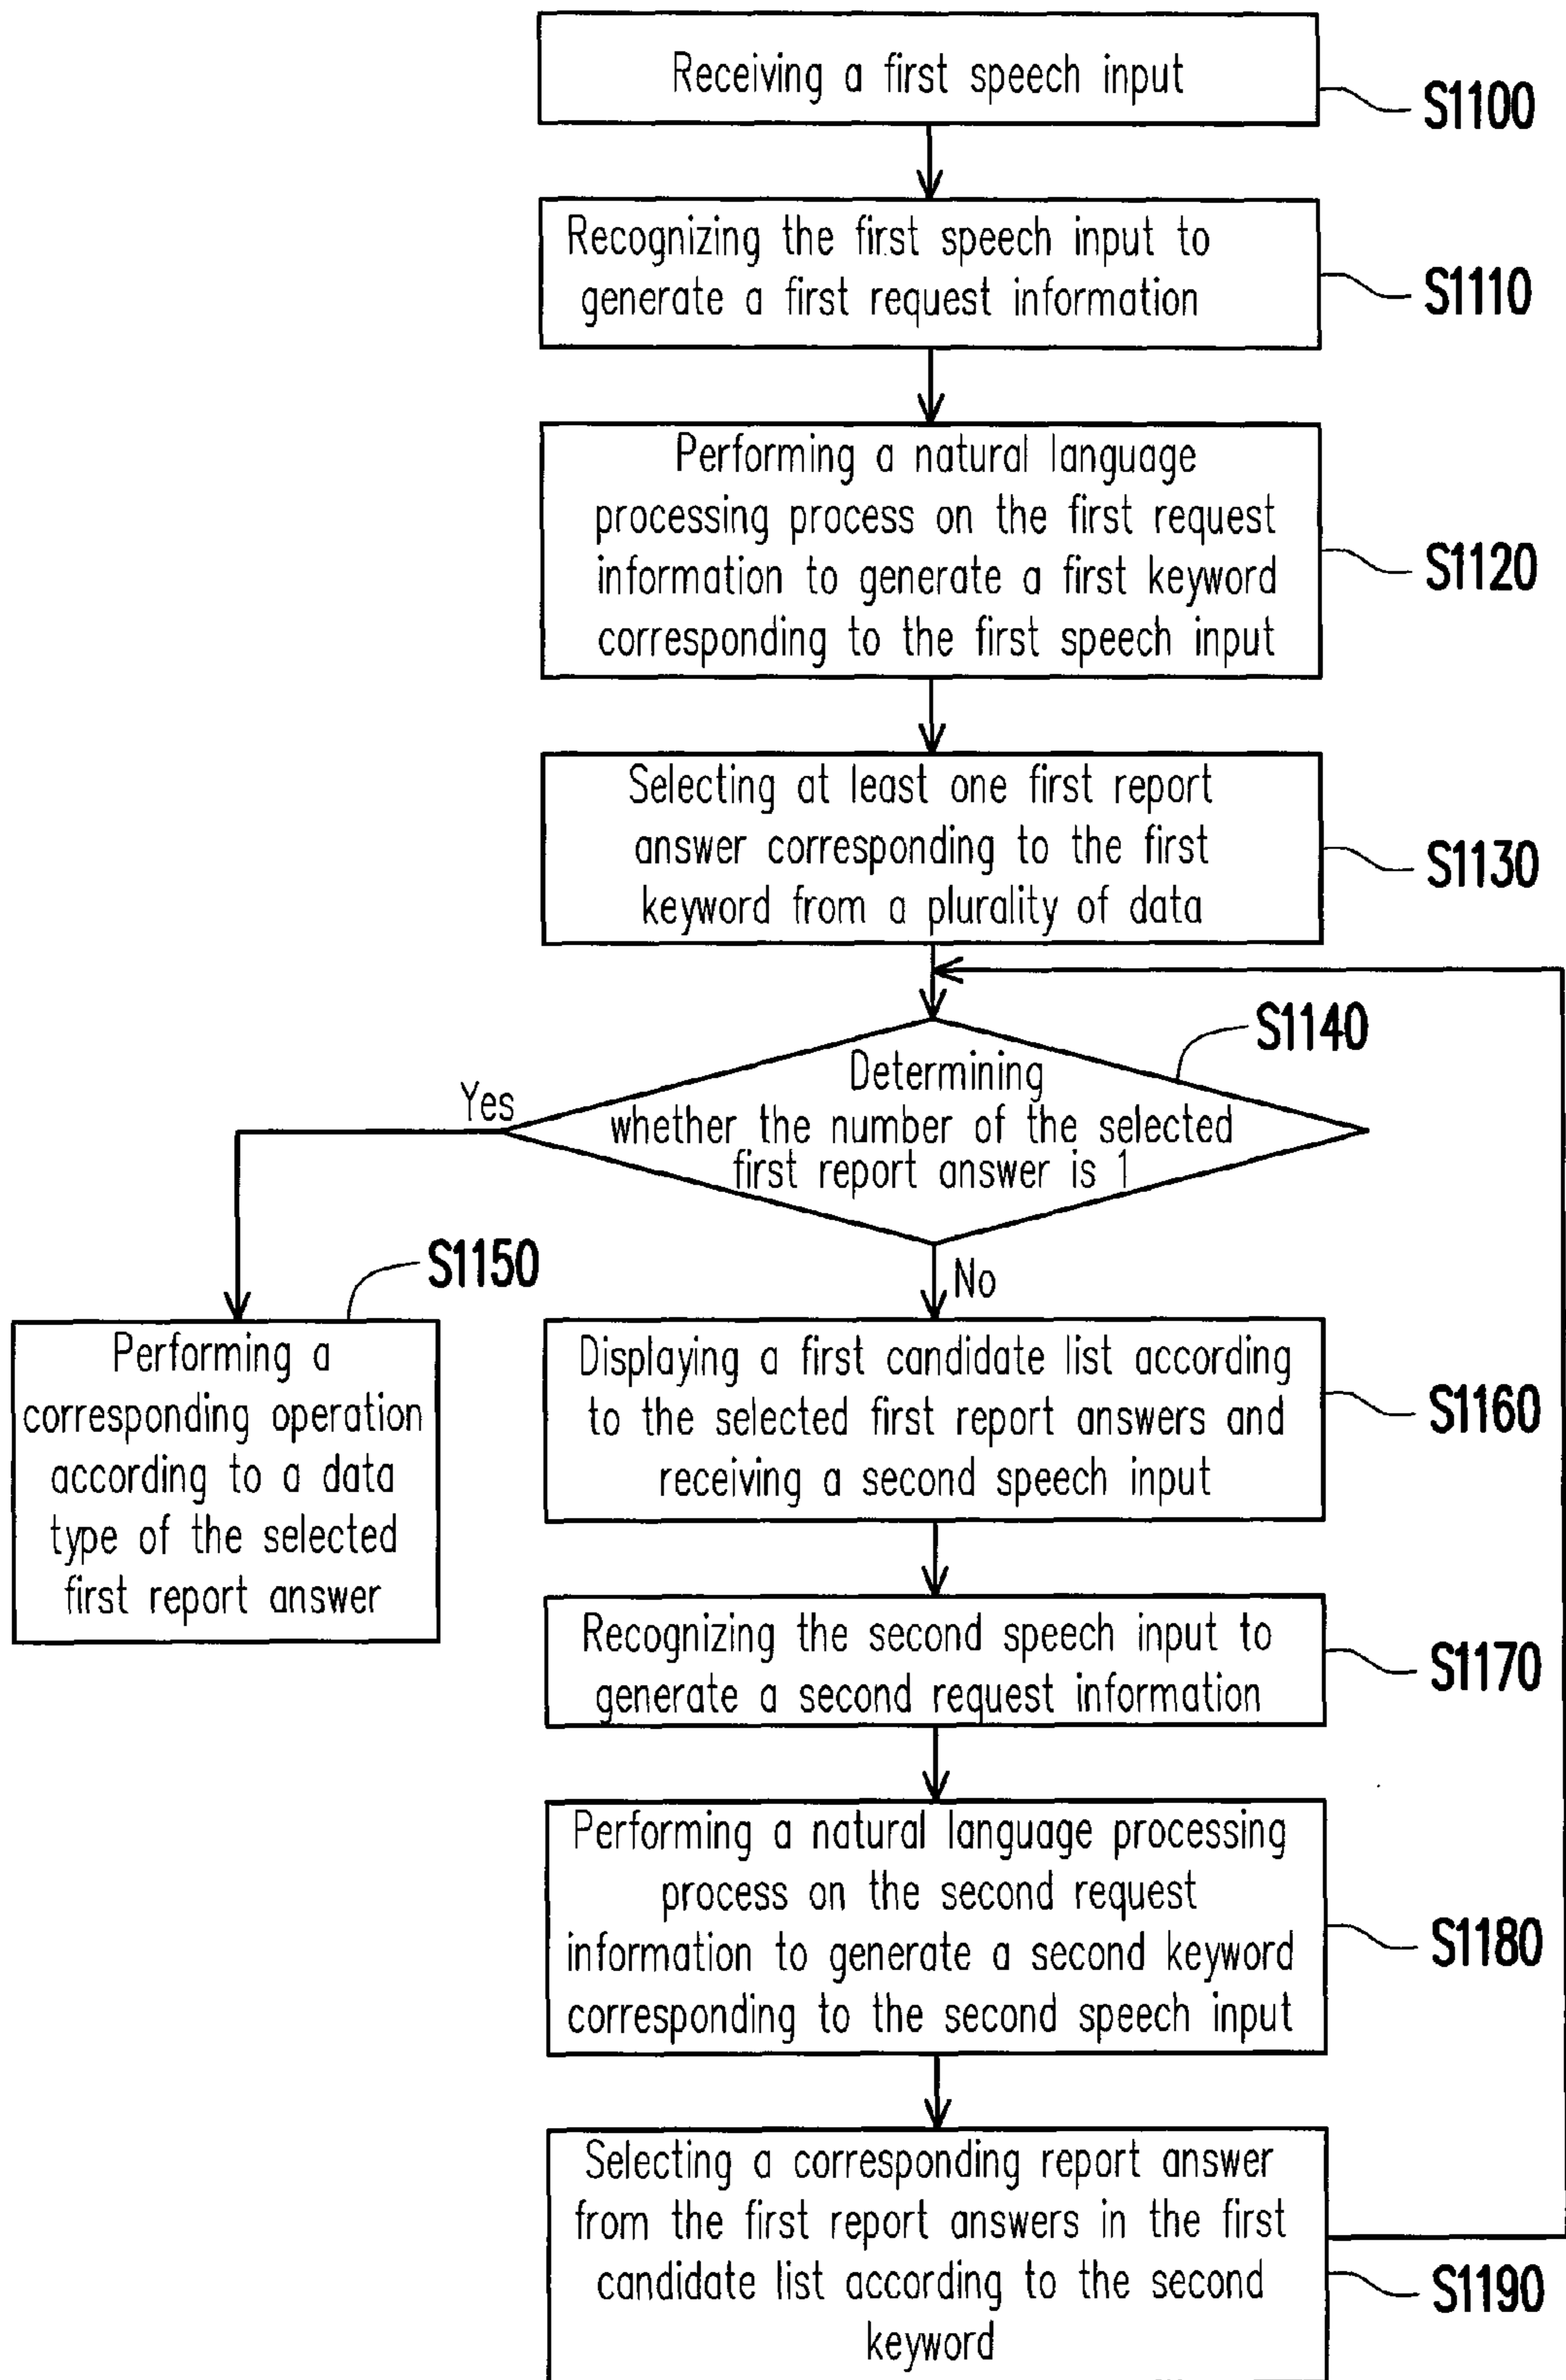 Receiving a first speech input
S1100
Recognizing the first speech input to
generate a first request information
S1110
Performing a natural language
processing process on the first request
information to generate a first keyword
corresponding to the first speech input
S1120
Selecting at least one first report
answer corresponding to the first
keyword from a plurality of data
S1130
S1140
Determining
whether the number of the selected
first report answer is 1
Yes
No
S1150
Performing a
corresponding operation
according to a data
type of the selected
first report answer
Displaying a first candidate list according
to the selected first report answers and
receiving a second speech input
S1160
Recognizing the second speech input to
generate a second request information
S1170
Performing a natural language processing
process on the second request
information to generate a second keyword
corresponding to the second speech input
S1180
Selecting a corresponding report answer
from the first report answers in the first
candidate list according to the second
keyword
S1190